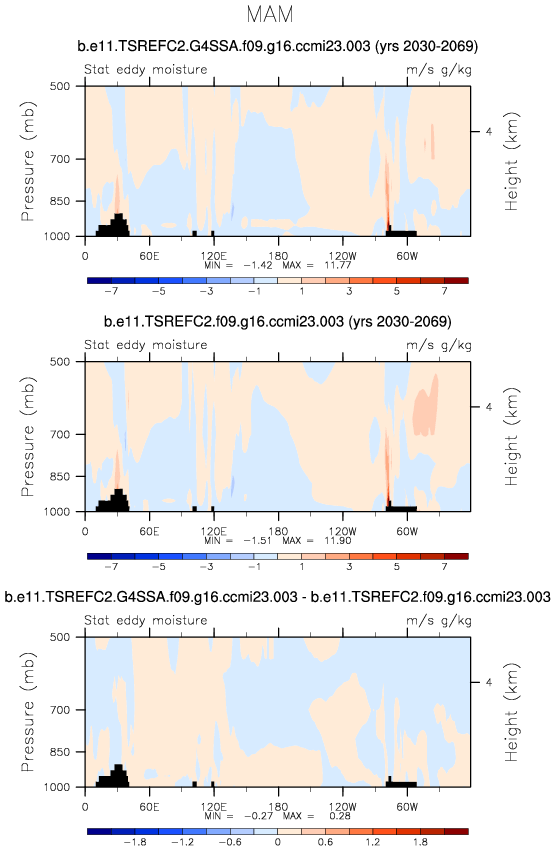 MAM
b.e11.TSREFC2.G4SSA.f09.g16.ccmi23.003 (yrs 2030-2069)
Stat eddy moisture m/s g/kg
500
700
850
1000
Pressure (mb)
4
Height (km)
0 60E 120E 180 120W 60W
MIN = -1.42 MAX = 11.77
-7 -5 -3 -1 1 3 5 7
b.e11.TSREFC2.f09.g16.ccmi23.003 (yrs 2030-2069)
Stat eddy moisture m/s g/kg
500
700
850
1000
Pressure (mb)
4
Height (km)
0 60E 120E 180 120W 60W
MIN = -1.51 MAX = 11.90
-7 -5 -3 -1 1 3 5 7
b.e11.TSREFC2.G4SSA.f09.g16.ccmi23.003 - b.e11.TSREFC2.f09.g16.ccmi23.003
Stat eddy moisture m/s g/kg
500
700
850
1000
Pressure (mb)
4
Height (km)
0 60E 120E 180 120W 60W
MIN = -0.27 MAX = 0.28
-1.8 -1.2 -0.6 0 0.6 1.2 1.8